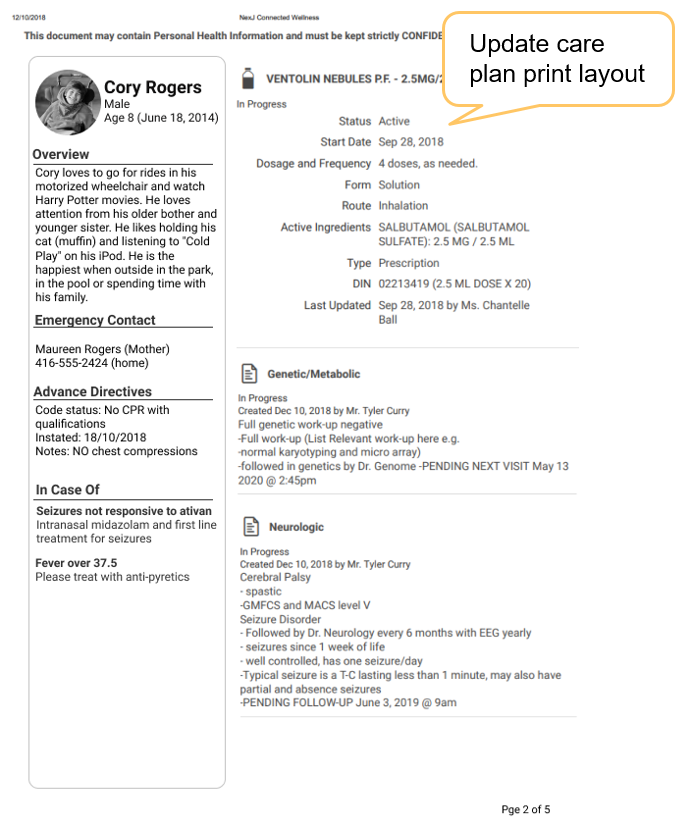 12/10/2018
NexJ Connected Wellness
This document may contain Personal Health Information and must be kept strictly
Update care
plan print layout
Cory Rogers
Male
Age 8 (June 18, 2014)
Overview
Cory loves to go for rides in his
motorized wheelchair and watch
Harry Potter movies. He loves
attention from his older bother and
younger sister. He likes holding his
cat (muffin) and listening to "Cold
Play" on his iPod. He is the
happiest when outside in the park,
in the pool or spending time with
his family.
Emergency Contact
Maureen Rogers (Mother)
416-555-2424 (home)
Advance Directives
Code status: No CPR with
qualifications
Instated: 18/10/2018
Notes: NO chest compressions
In Case Of
Seizures not responsive to ativan
Intranasal midazolam and first line
treatment for seizures
Fever over 37.5
Please treat with anti-pyretics
VENTOLIN NEBULES P.F. - 2.5MG/
In Progress
Status Active
Start Date Sep 28, 2018
Dosage and Frequency 4 doses, as needed.
Form Solution
Route Inhalation
Active Ingredients SALBUTAMOL (SALBUTAMOL
SULFATE): 2.5 MG / 2.5 ML
Type Prescription
DIN 02213419 (2.5 ML DOSE X 20)
Last Updated Sep 28, 2018 by Ms. Chantelle
Ball
Genetic/Metabolic
In Progress
Created Dec 10, 2018 by Mr. Tyler Curry
Full genetic work-up negative
-Full work-up (List Relevant work-up here e.g.
-normal karyotyping and micro array)
-followed in genetics by Dr. Genome -PENDING NEXT VISIT May 13
2020 @ 2:45pm
Neurologic
In Progress
Created Dec 10, 2018 by Mr. Tyler Curry
Cerebral Palsy
- spastic
-GMFCS and MACS level V
Seizure Disorder
- Followed by Dr. Neurology every 6 months with EEG yearly
- seizures since 1 week of life
- well controlled, has one seizure/day
-Typical seizure is a T-C lasting less than 1 minute, may also have
partial and absence seizures
-PENDING FOLLOW-UP June 3, 2019 @ 9am
Pge 2 of 5